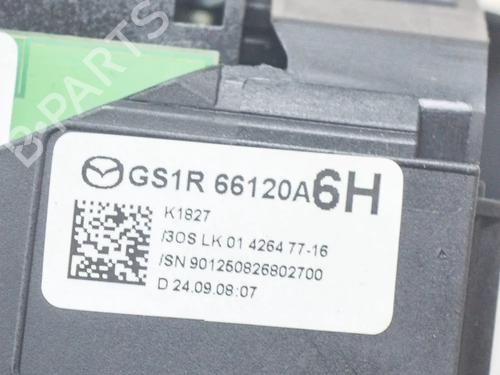 B-PARTS
GS1R 66120A 6H
K1827
/3OS LK 01 4264 77-16
/SN 901250826802700
D 24.09.08:07